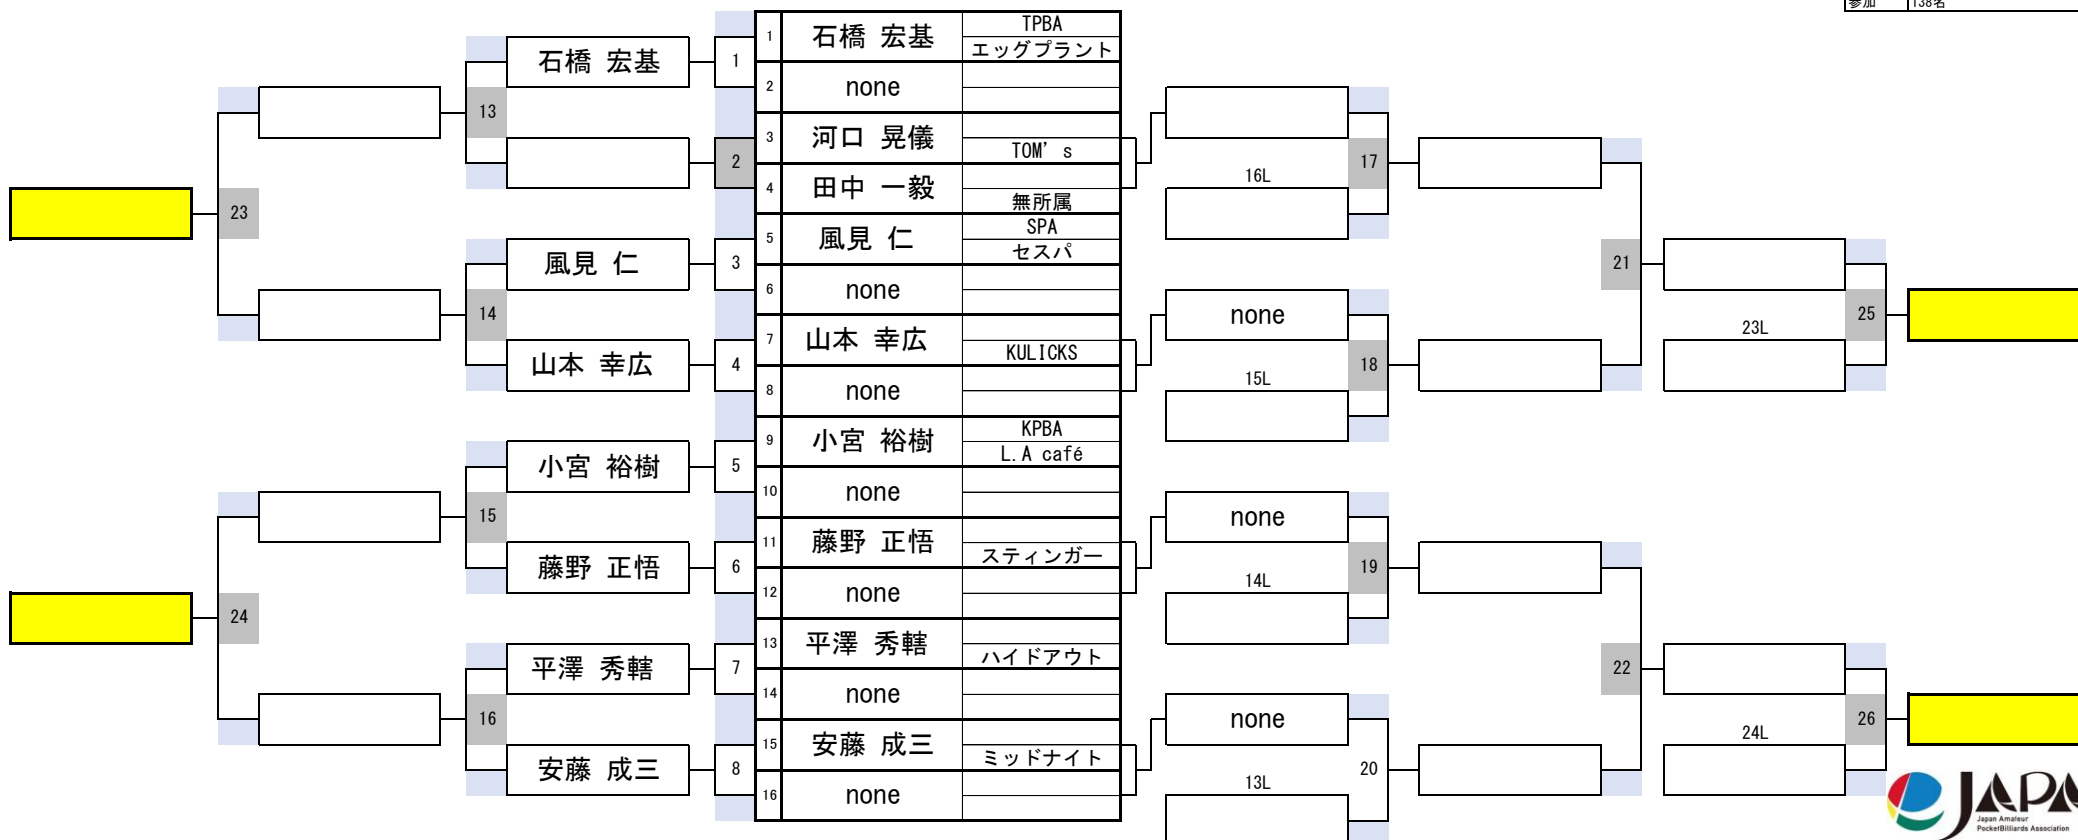 参加 138名
1 石橋 宏基 TPBA
エッグプラント
2 none
3 河口 晃儀
TOM's
4 田中 一毅
無所属
5 風見 仁 SPA
セスパ
6 none
7 山本 幸広
KULICKS
8 none
9 小宮 裕樹 KPBA
L.A café
10 none
11 藤野 正悟
スティンガー
12 none
13 平澤 秀轄
ハイドアウト
14 none
15 安藤 成三
ミッドナイト
16 none
石橋 宏基 1
13
2
23
風見 仁 3
14
山本 幸広 4
小宮 裕樹 5
15
藤野 正悟 6
24
平澤 秀轄 7
16
安藤 成三 8
17
16L
21
none
18
15L
25
23L
none
19
14L
22
none
20
13L
26
24L
JAPA
Japan Amateur
PocketBilliards Association